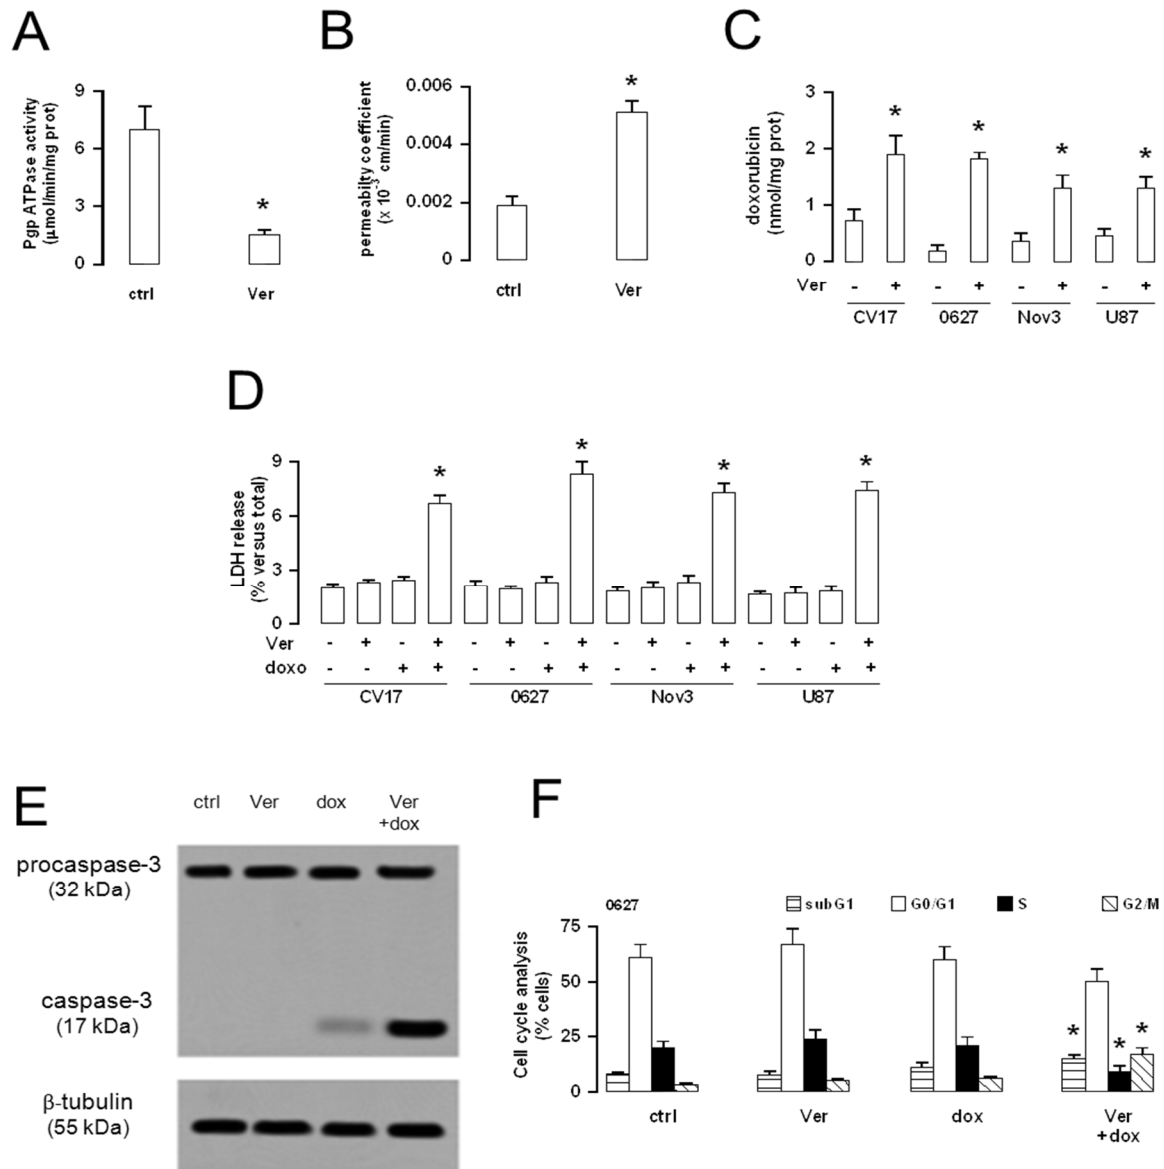 A
Pgp ATPase activity
(μmol/min/mg prot)
9
6
3
0
*
ctrl Ver
B
permeability coefficient
(x 10⁻³ cm/min)
0.006
0.004
0.002
0
*
ctrl Ver
C
doxorubicin
(nmol/mg prot)
3
2
1
0
* * * *
Ver - + - + - + - +
CV17 0627 Nov3 U87
D
LDH release
(% versus total)
9
6
3
0
* * * *
Ver - + - + - + - + - + - + - + - +
doxo - - + + - - + + - - + + - - + +
CV17 0627 Nov3 U87
E
ctrl Ver dox Ver
+dox
procaspase-3
(32 kDa)
caspase-3
(17 kDa)
β-tubulin
(55 kDa)
F
0627 subG1 G0/G1 S G2/M
Cell cycle analysis
(% cells)
75
50
25
0
* * *
ctrl Ver dox Ver
+dox